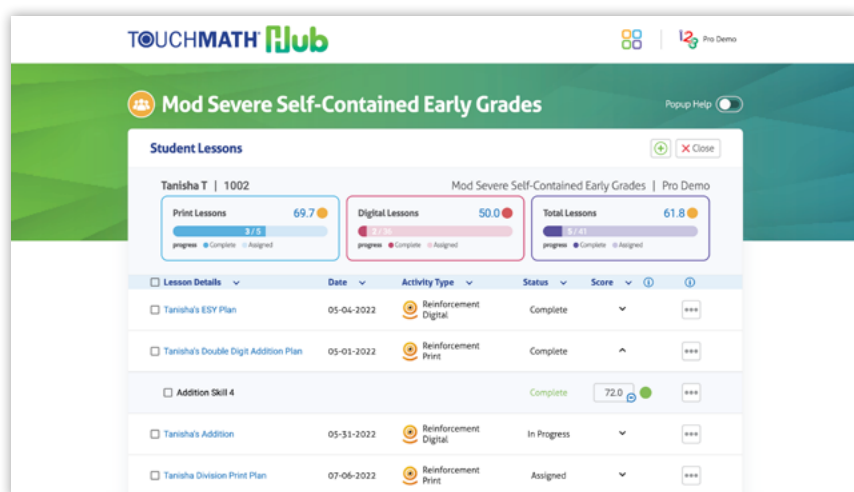 TOUCHMATH Hub
123 Pro Demo
Mod Severe Self-Contained Early Grades
Popup Help
Student Lessons
Close
Tanisha T | 1002
Mod Severe Self-Contained Early Grades | Pro Demo
Print Lessons 69.7
3 / 5
progress Complete Assigned
Digital Lessons 50.0
2 / 36
progress Complete Assigned
Total Lessons 61.8
5 / 41
progress Complete Assigned
Lesson Details Date Activity Type Status Score
Tanisha's ESY Plan 05-04-2022 Reinforcement Digital Complete
Tanisha's Double Digit Addition Plan 05-01-2022 Reinforcement Print Complete
Addition Skill 4 Complete 72.0
Tanisha's Addition 05-31-2022 Reinforcement Digital In Progress
Tanisha Division Print Plan 07-06-2022 Reinforcement Print Assigned